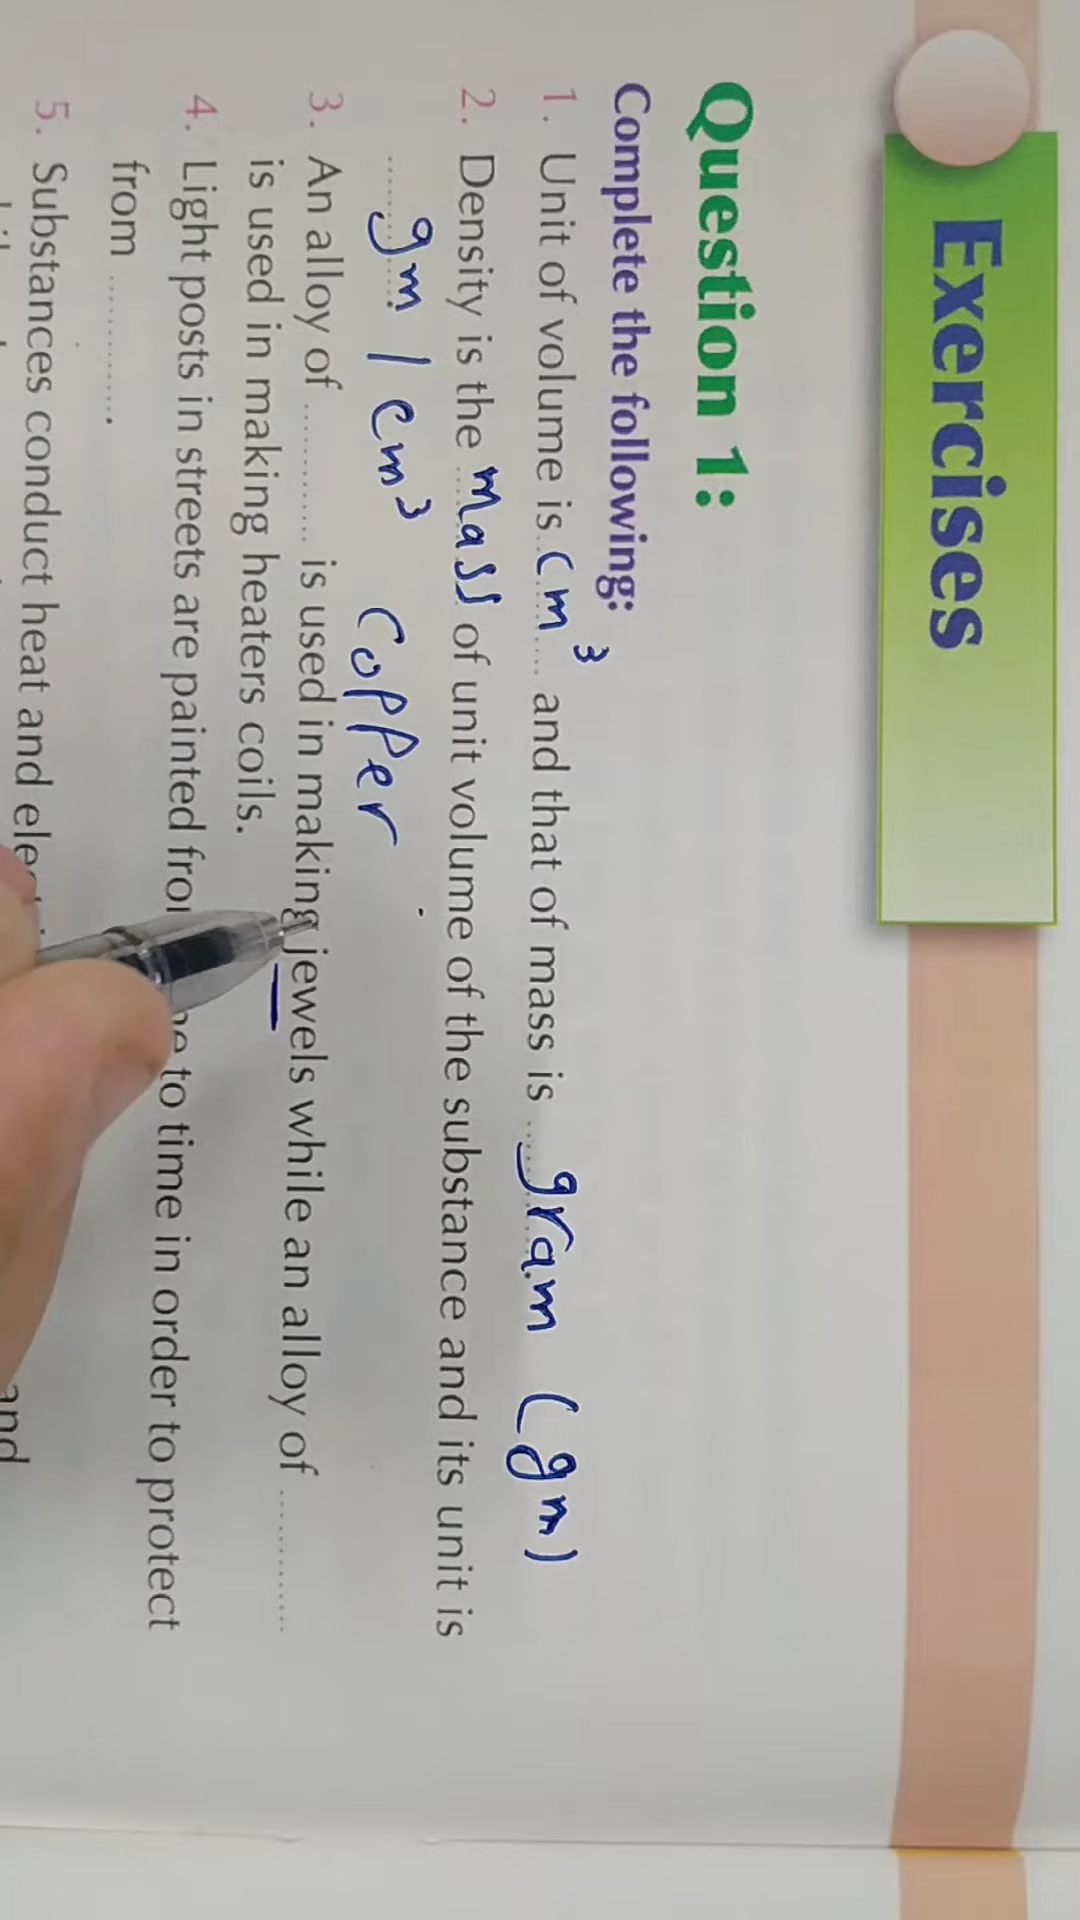 Exercises
Question 1:
Complete the following:
1. Unit of volume is cm³ and that of mass is gram (gm)
2. Density is the mass of unit volume of the substance and its unit is
gm / cm³
copper
3. An alloy of .......... is used in making jewels while an alloy of ..........
is used in making heaters coils.
4. Light posts in streets are painted to time in order to protect
from ..........
5. Substances conduct heat and
and